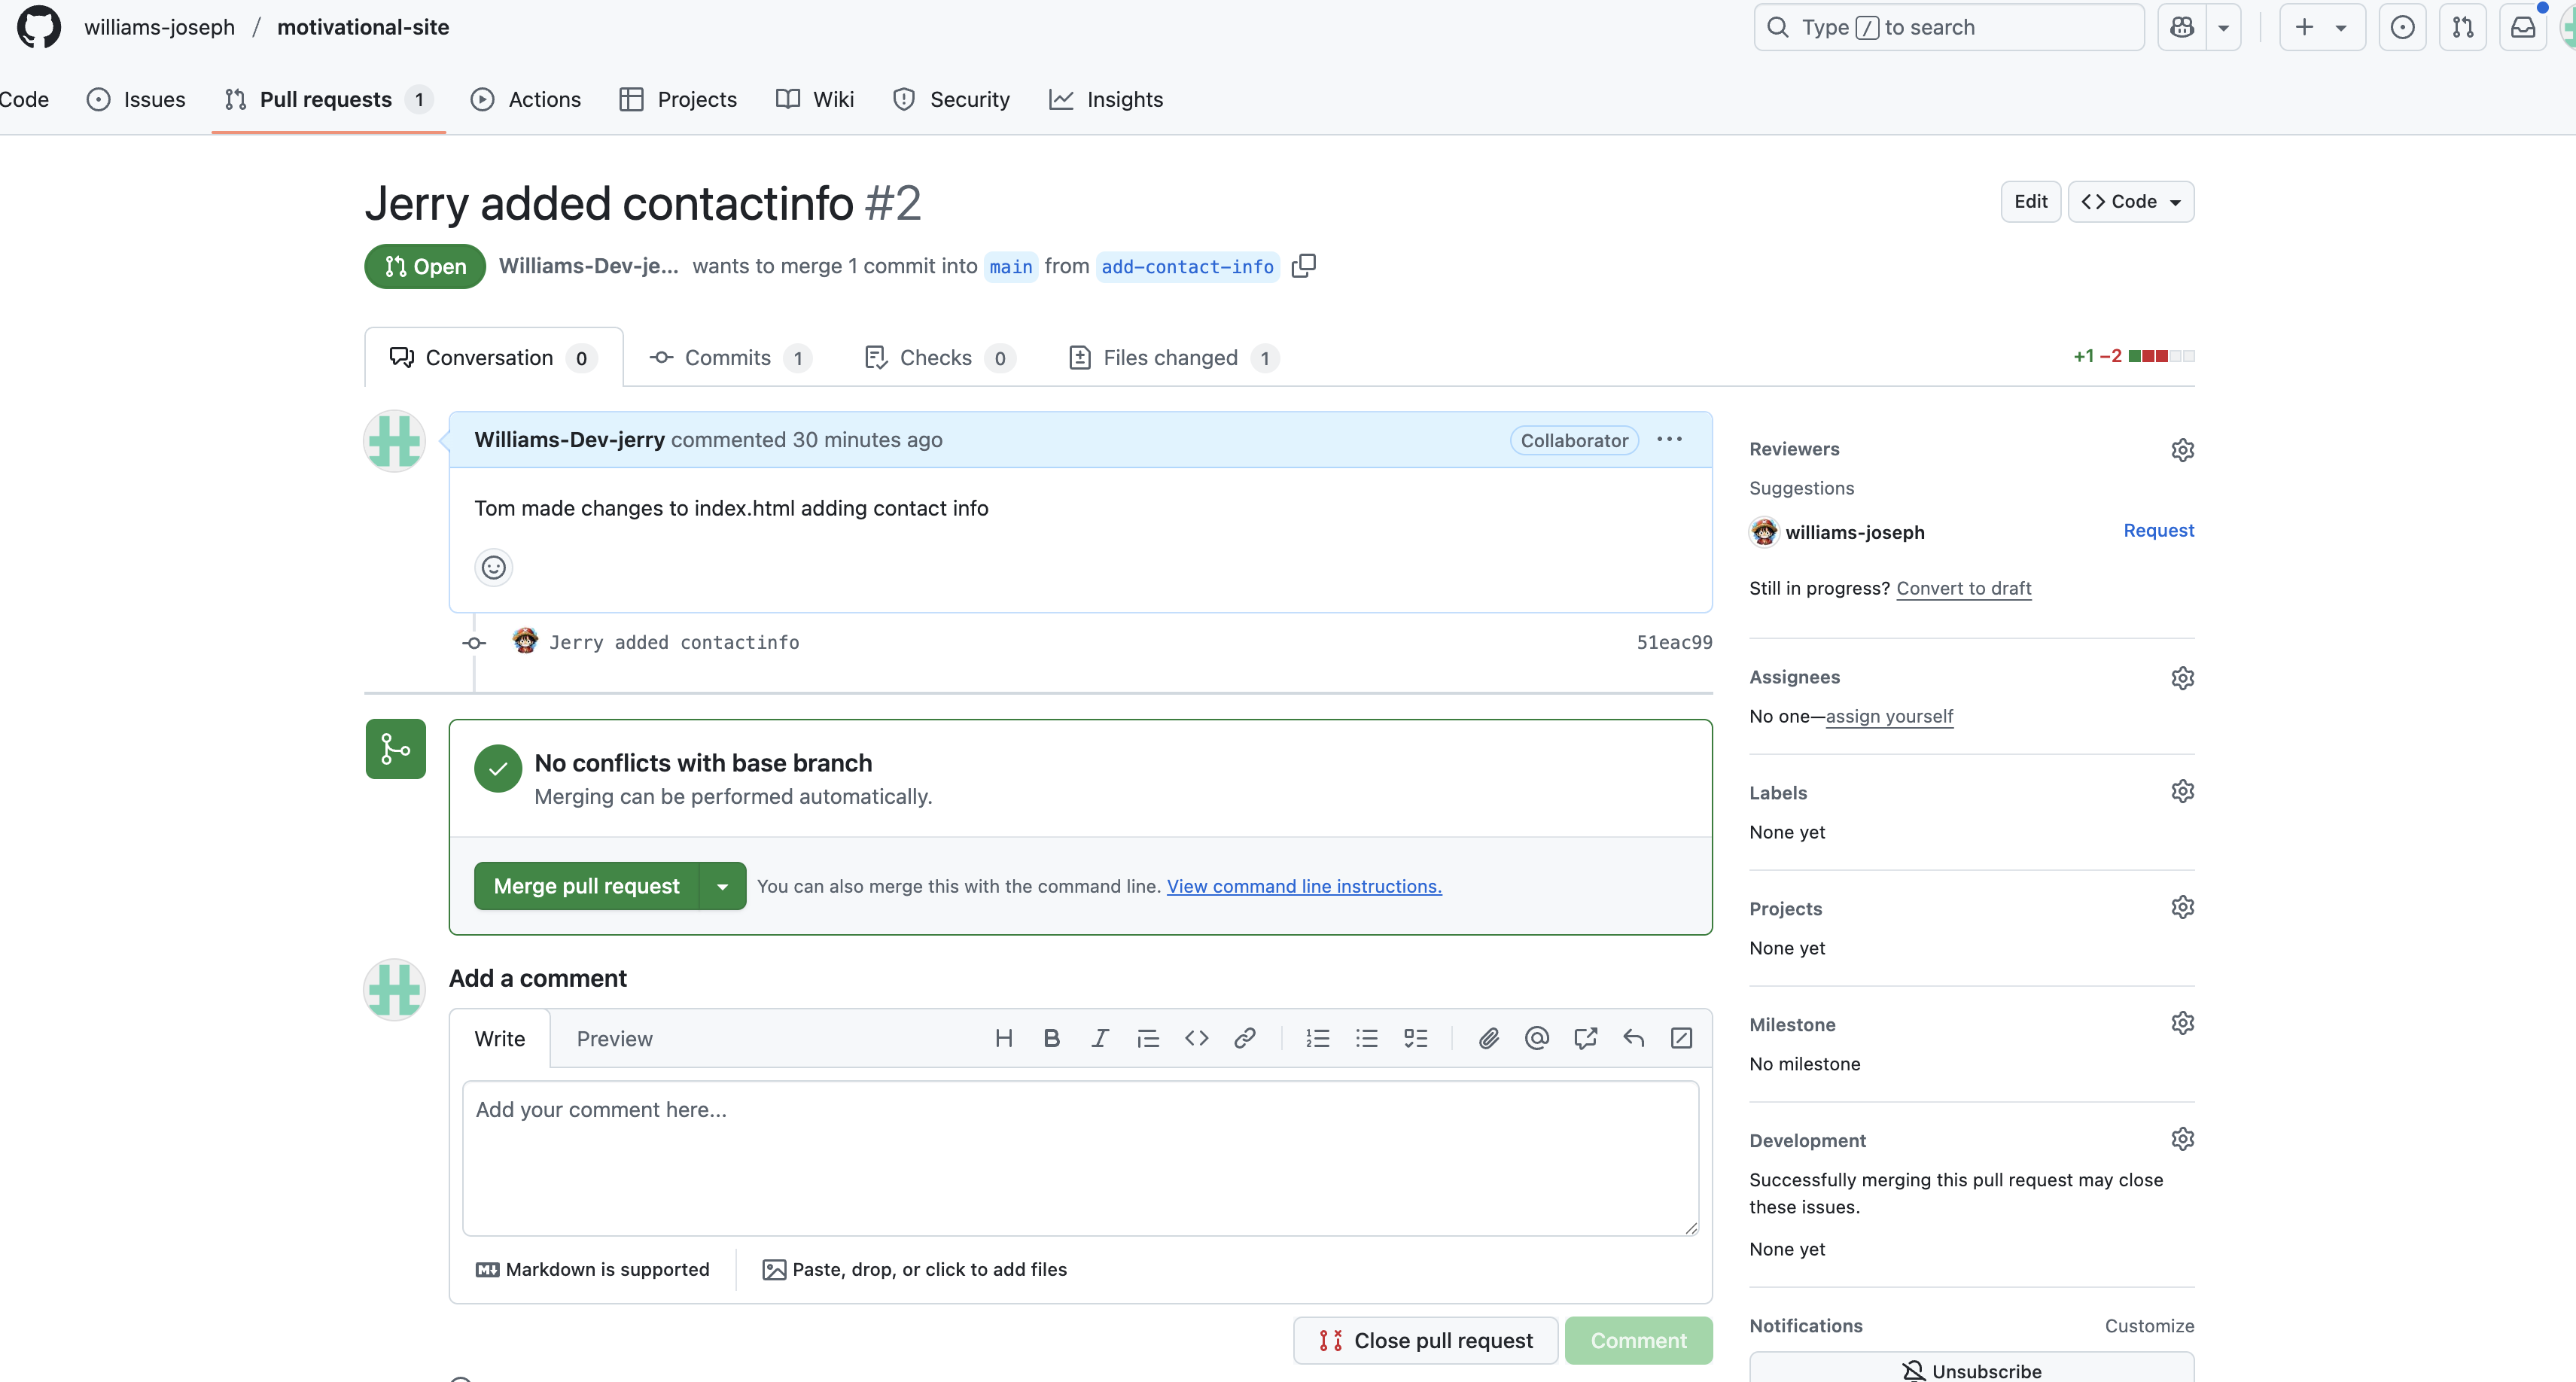 williams-joseph / motivational-site
Type / to search
Code Issues Pull requests 1 Actions Projects Wiki Security Insights
Jerry added contactinfo #2
Edit
Code
Open
Williams-Dev-je... wants to merge 1 commit into main from add-contact-info
Conversation 0
Commits 1
Checks 0
Files changed 1
+1 −2
Williams-Dev-jerry commented 30 minutes ago
Collaborator
Tom made changes to index.html adding contact info
Jerry added contactinfo
51eac99
No conflicts with base branch
Merging can be performed automatically.
Merge pull request
You can also merge this with the command line. View command line instructions.
Add a comment
Write
Preview
Add your comment here...
Markdown is supported
Paste, drop, or click to add files
Close pull request
Comment
Reviewers
Suggestions
williams-joseph
Request
Still in progress? Convert to draft
Assignees
No one—assign yourself
Labels
None yet
Projects
None yet
Milestone
No milestone
Development
Successfully merging this pull request may close
these issues.
None yet
Notifications
Customize
Unsubscribe